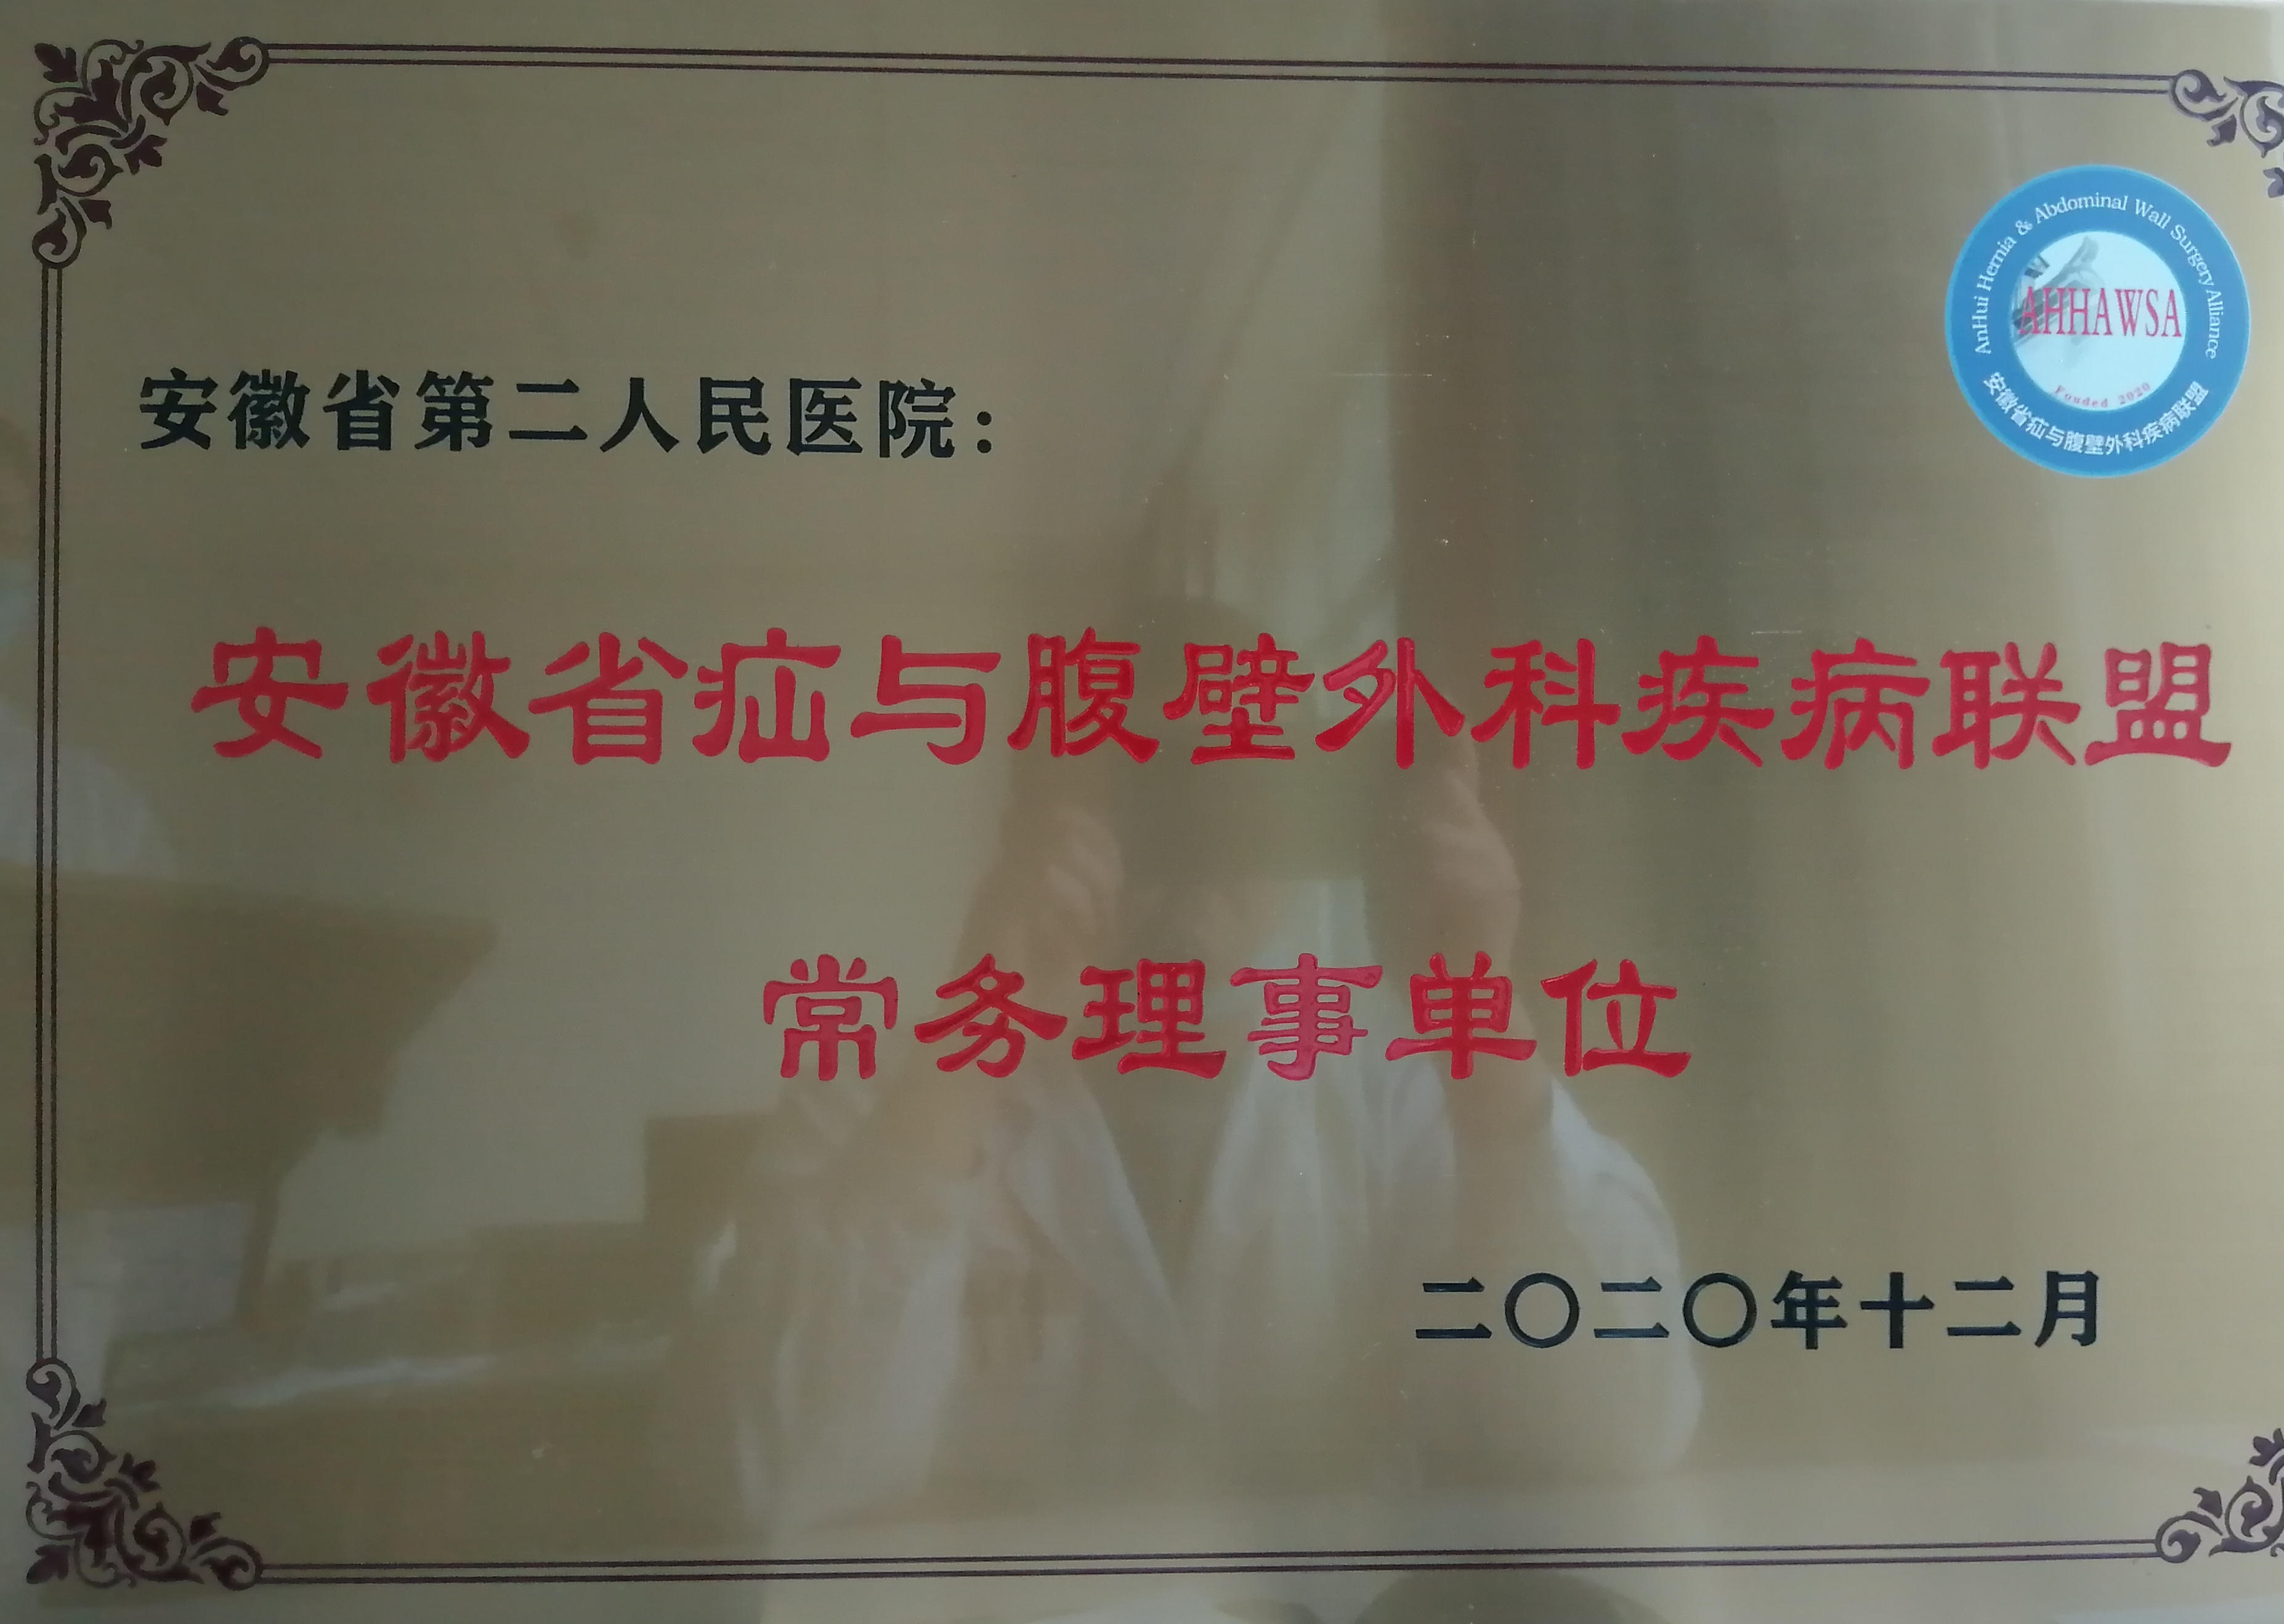 AnHui Hernia & Abdominal Wall Surgery Alliance
AHHAWSA
Fouded 2020
安徽省疝与腹壁外科疾病联盟
安徽省第二人民医院：
安徽省疝与腹壁外科疾病联盟
常务理事单位
二〇二〇年十二月